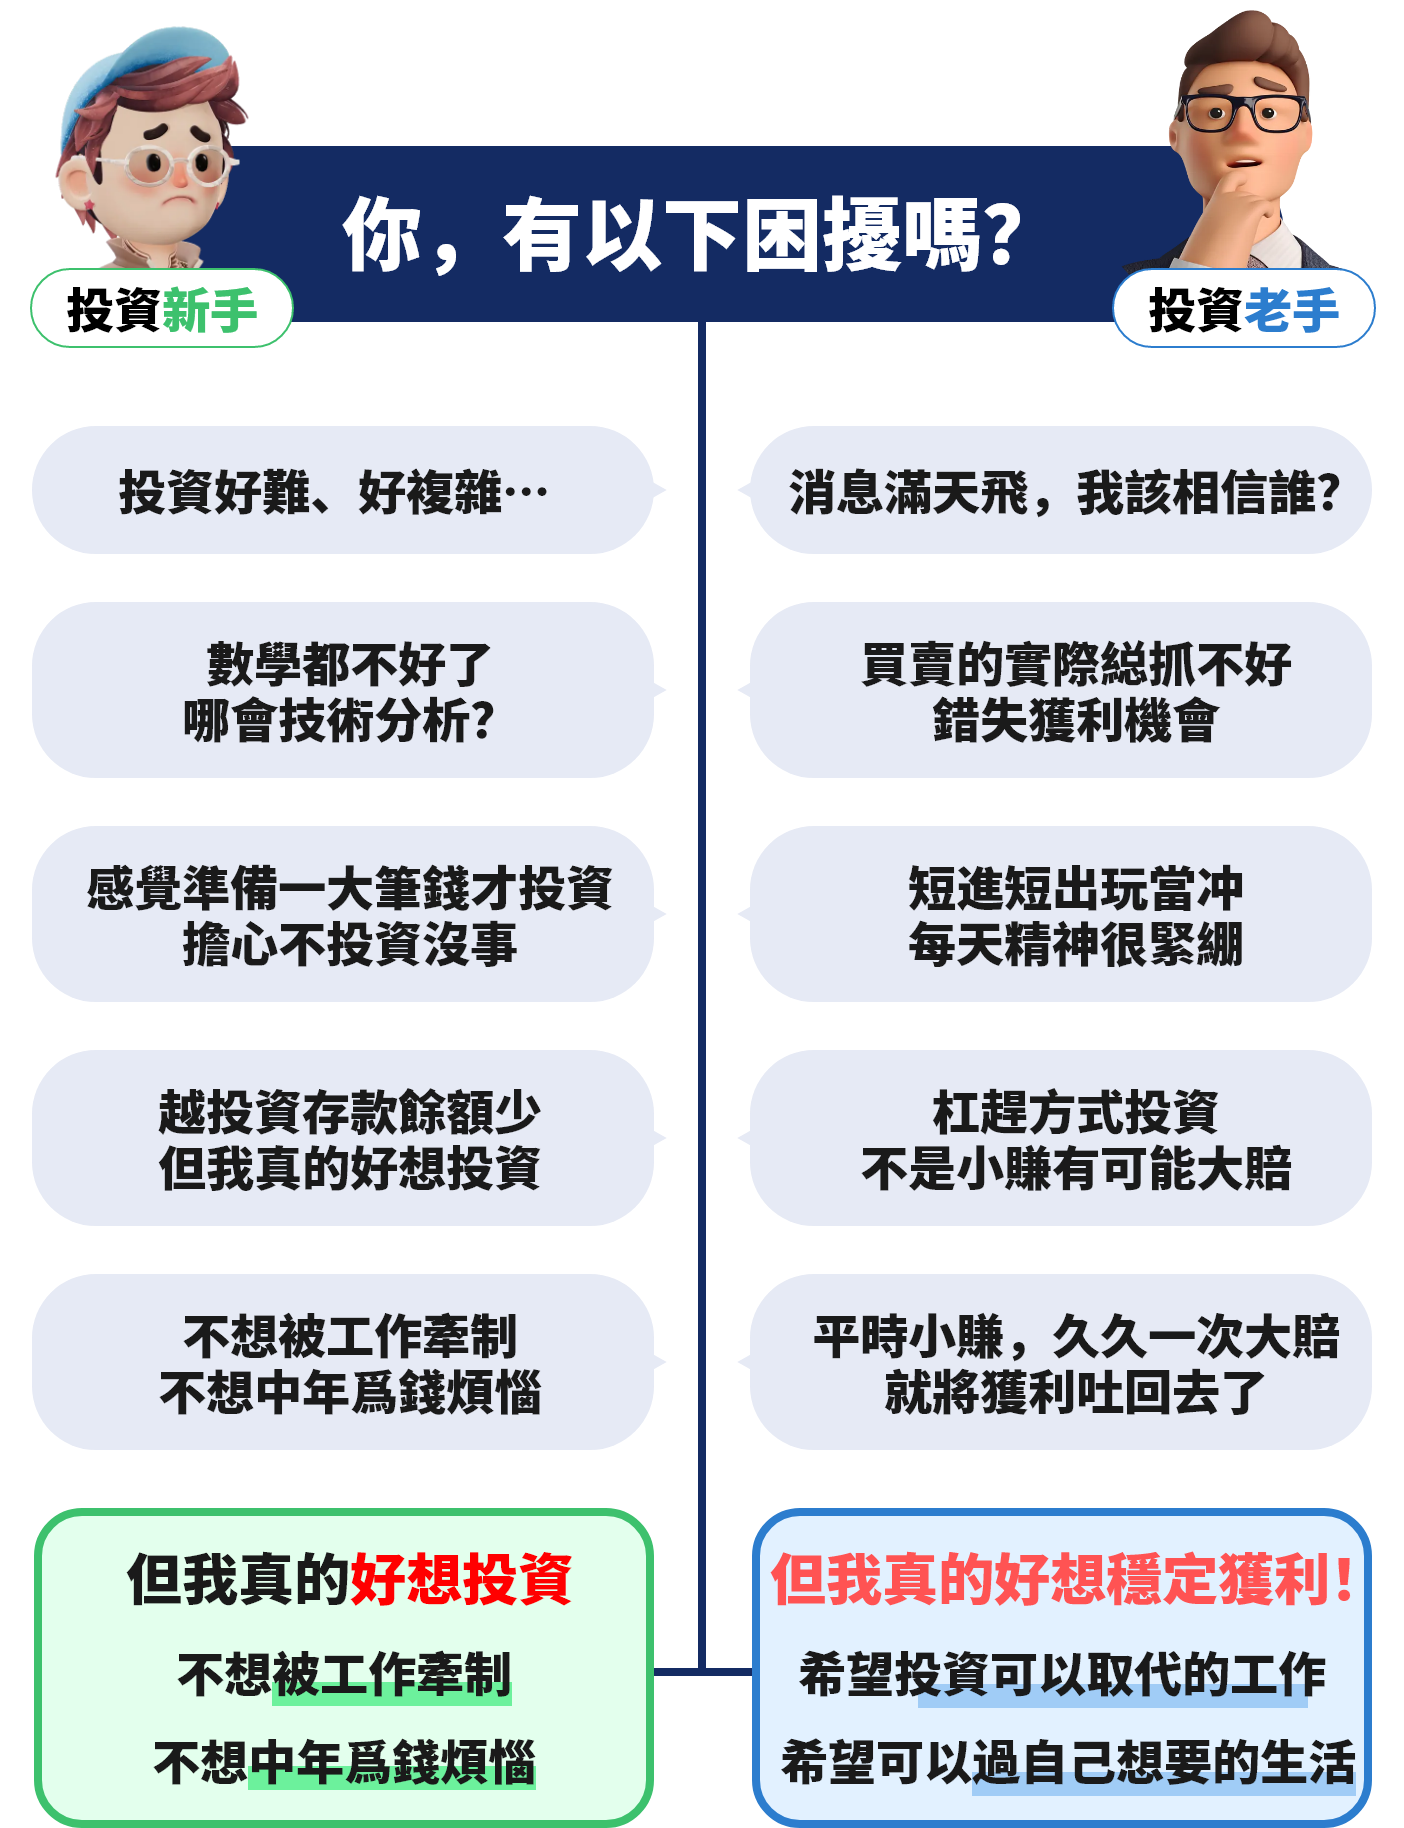 你，有以下困擾嗎？
投資新手
投資老手
投資好難、好複雜…
數學都不好了
哪會技術分析？
感覺準備一大筆錢才投資
擔心不投資沒事
越投資存款餘額少
但我真的好想投資
不想被工作牽制
不想中年爲錢煩惱
但我真的好想投資
不想被工作牽制
不想中年爲錢煩惱
消息滿天飛，我該相信誰？
買賣的實際縂抓不好
錯失獲利機會
短進短出玩當冲
每天精神很緊綳
杠趕方式投資
不是小賺有可能大賠
平時小賺，久久一次大賠
就將獲利吐回去了
但我真的好想穩定獲利！
希望投資可以取代的工作
希望可以過自己想要的生活